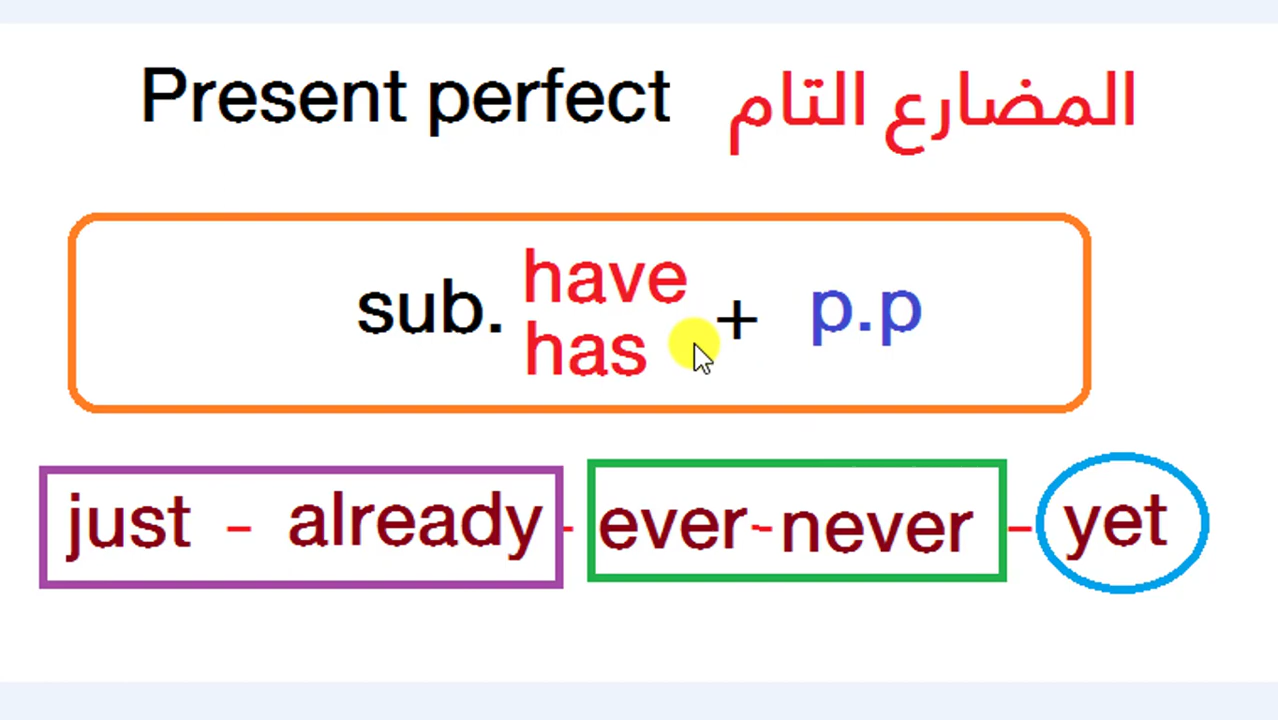 Present perfect المضارع التام
sub. have + p.p
has
just - already - ever - never - yet